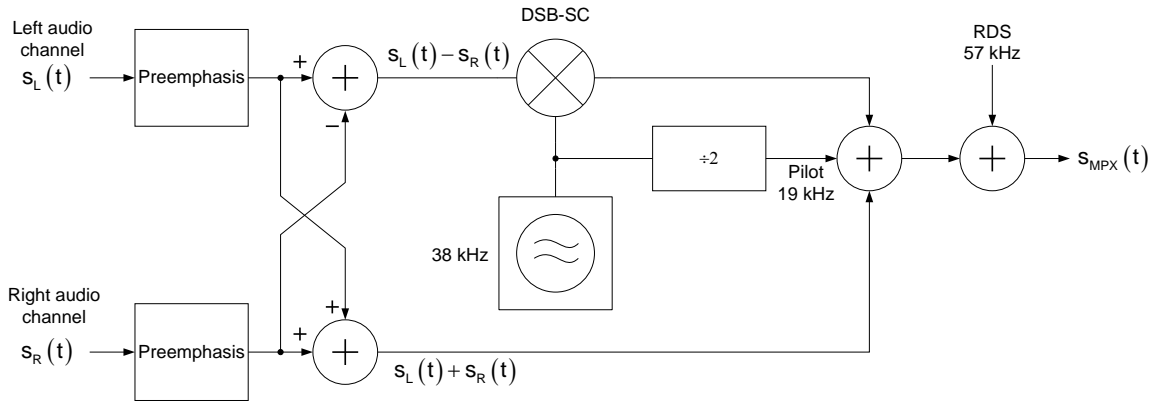 DSB-SC
Left audio
channel
s_L(t)
Preemphasis
+
−
+
s_L(t)−s_R(t)
RDS
57 kHz
÷2
Pilot
19 kHz
+
+
s_MPX(t)
38 kHz
Right audio
channel
s_R(t)
Preemphasis
+
+
+
s_L(t)+s_R(t)